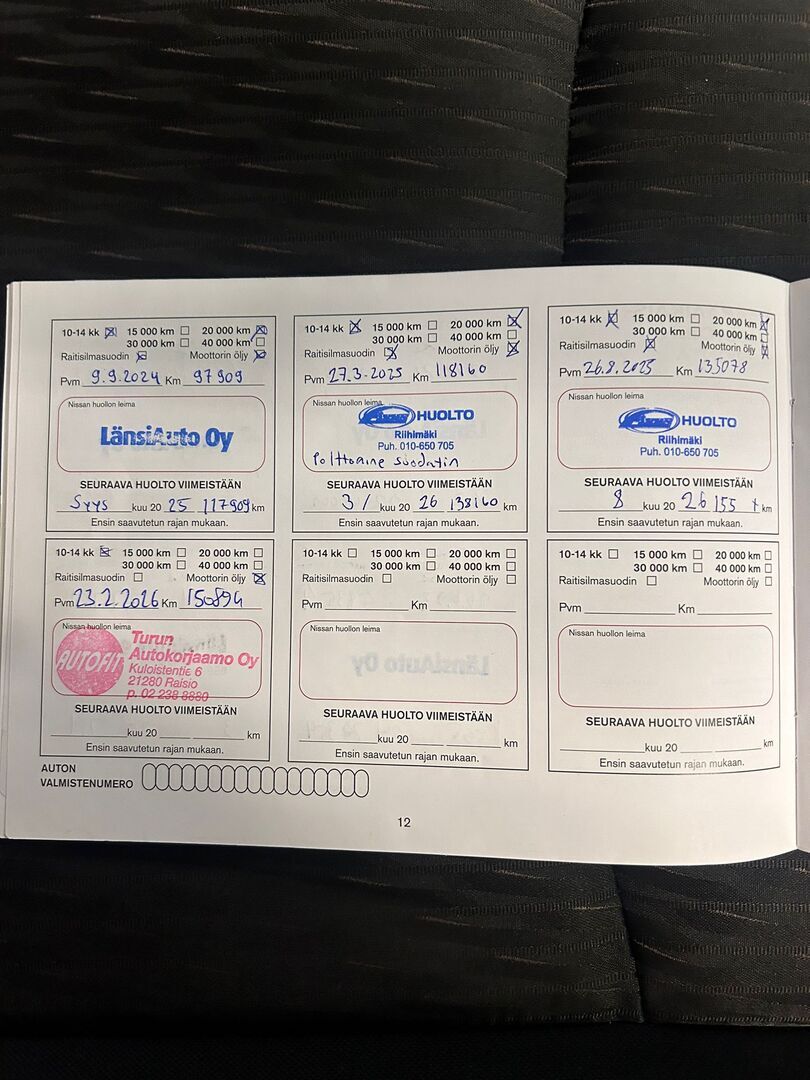 10-14 kk ☒ 15 000 km ☐ 20 000 km ☒
30 000 km ☐ 40 000 km ☐
Raitisilmasuodin ☒ Moottorin öljy ☒
Pvm 9.9.2024 Km 97909
Nissan huollon leima
LänsiAuto Oy
SEURAAVA HUOLTO VIIMEISTÄÄN
Syys kuu 20 25 117909 km
Ensin saavutetun rajan mukaan.
10-14 kk ☒ 15 000 km ☐ 20 000 km ☒
30 000 km ☐ 40 000 km ☐
Raitisilmasuodin ☒ Moottorin öljy ☒
Pvm 27.3.2025 Km 118160
Nissan huollon leima
HUOLTO
Riihimäki
Puh. 010-650 705
Polttoaine suodatin
SEURAAVA HUOLTO VIIMEISTÄÄN
3/ kuu 20 26 138160 km
Ensin saavutetun rajan mukaan.
10-14 kk ☒ 15 000 km ☐ 20 000 km ☒
30 000 km ☐ 40 000 km ☐
Raitisilmasuodin ☒ Moottorin öljy ☒
Pvm 26.8.2025 Km 135078
Nissan huollon leima
HUOLTO
Riihimäki
Puh. 010-650 705
SEURAAVA HUOLTO VIIMEISTÄÄN
8 kuu 20 26 155 t km
Ensin saavutetun rajan mukaan.
10-14 kk ☒ 15 000 km ☐ 20 000 km ☐
30 000 km ☐ 40 000 km ☐
Raitisilmasuodin ☐ Moottorin öljy ☒
Pvm 23.2.2026 Km 150894
Nissan huollon leima
AUTOFIT
Turun
Autokorjaamo Oy
Kuloistentie 6
21280 Raisio
p. 02 238 8880
SEURAAVA HUOLTO VIIMEISTÄÄN
kuu 20 km
Ensin saavutetun rajan mukaan.
10-14 kk ☐ 15 000 km ☐ 20 000 km ☐
30 000 km ☐ 40 000 km ☐
Raitisilmasuodin ☐ Moottorin öljy ☐
Pvm Km
Nissan huollon leima
SEURAAVA HUOLTO VIIMEISTÄÄN
kuu 20 km
Ensin saavutetun rajan mukaan.
10-14 kk ☐ 15 000 km ☐ 20 000 km ☐
30 000 km ☐ 40 000 km ☐
Raitisilmasuodin ☐ Moottorin öljy ☐
Pvm Km
Nissan huollon leima
SEURAAVA HUOLTO VIIMEISTÄÄN
kuu 20 km
Ensin saavutetun rajan mukaan.
AUTON
VALMISTENUMERO
12